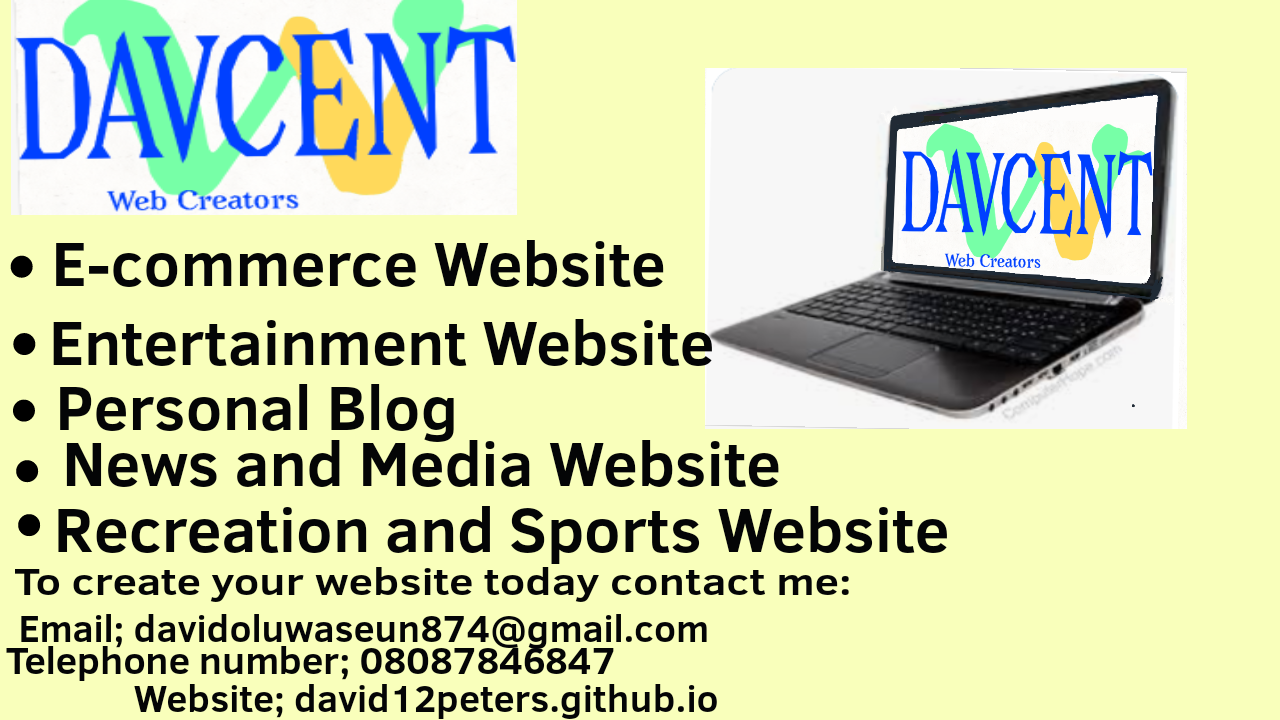 DAVCENT
Web Creators
DAVCENT
Web Creators
ComputerHope.com
• E-commerce Website
• Entertainment Website
• Personal Blog
• News and Media Website
• Recreation and Sports Website
To create your website today contact me:
Email; davidoluwaseun874@gmail.com
Telephone number; 08087846847
Website; david12peters.github.io